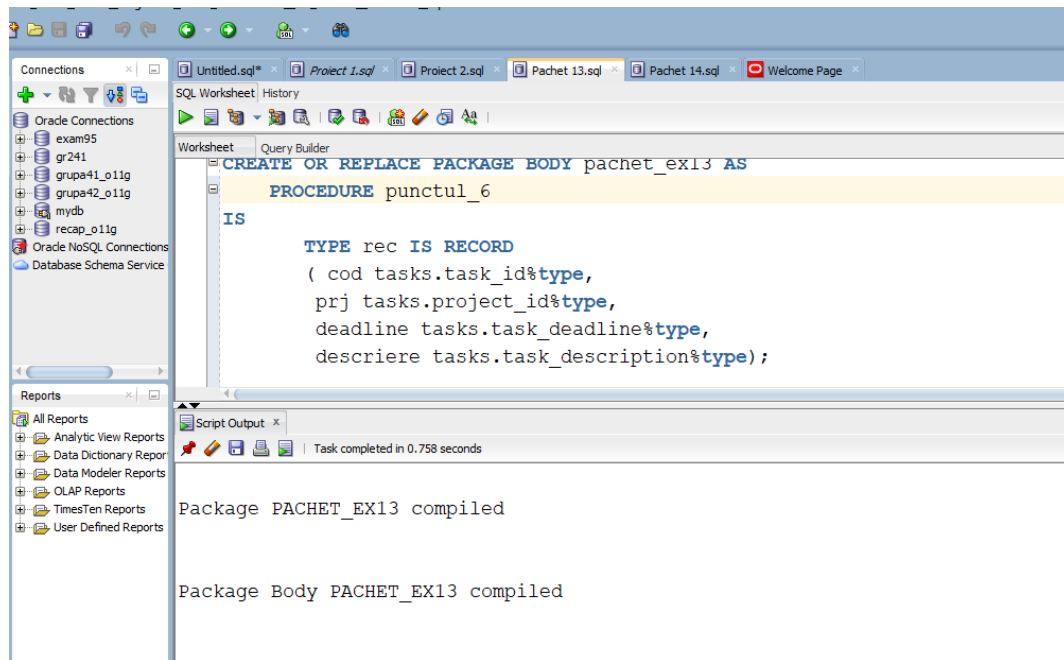 Connections
Untitled.sql*
Proiect 1.sql
Proiect 2.sql
Pachet 13.sql
Pachet 14.sql
Welcome Page
SQL Worksheet History
Oracle Connections
exam95
gr241
grupa41_o11g
grupa42_o11g
mydb
recap_o11g
Oracle NoSQL Connections
Database Schema Service
Worksheet Query Builder
CREATE OR REPLACE PACKAGE BODY pachet_ex13 AS
PROCEDURE punctul_6
IS
TYPE rec IS RECORD
( cod tasks.task_id%type,
prj tasks.project_id%type,
deadline tasks.task_deadline%type,
descriere tasks.task_description%type);
Reports
All Reports
Analytic View Reports
Data Dictionary Repor
Data Modeler Reports
OLAP Reports
TimesTen Reports
User Defined Reports
Script Output
Task completed in 0.758 seconds
Package PACHET_EX13 compiled
Package Body PACHET_EX13 compiled